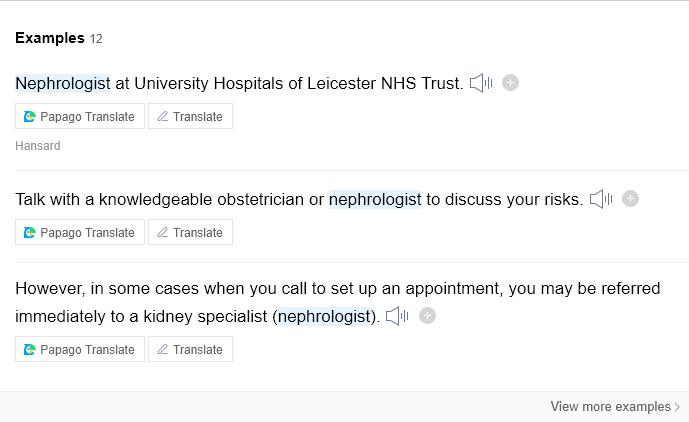 Examples 12
Nephrologist at University Hospitals of Leicester NHS Trust.
Papago Translate Translate
Hansard
Talk with a knowledgeable obstetrician or nephrologist to discuss your risks.
Papago Translate Translate
However, in some cases when you call to set up an appointment, you may be referred
immediately to a kidney specialist (nephrologist).
Papago Translate Translate
View more examples